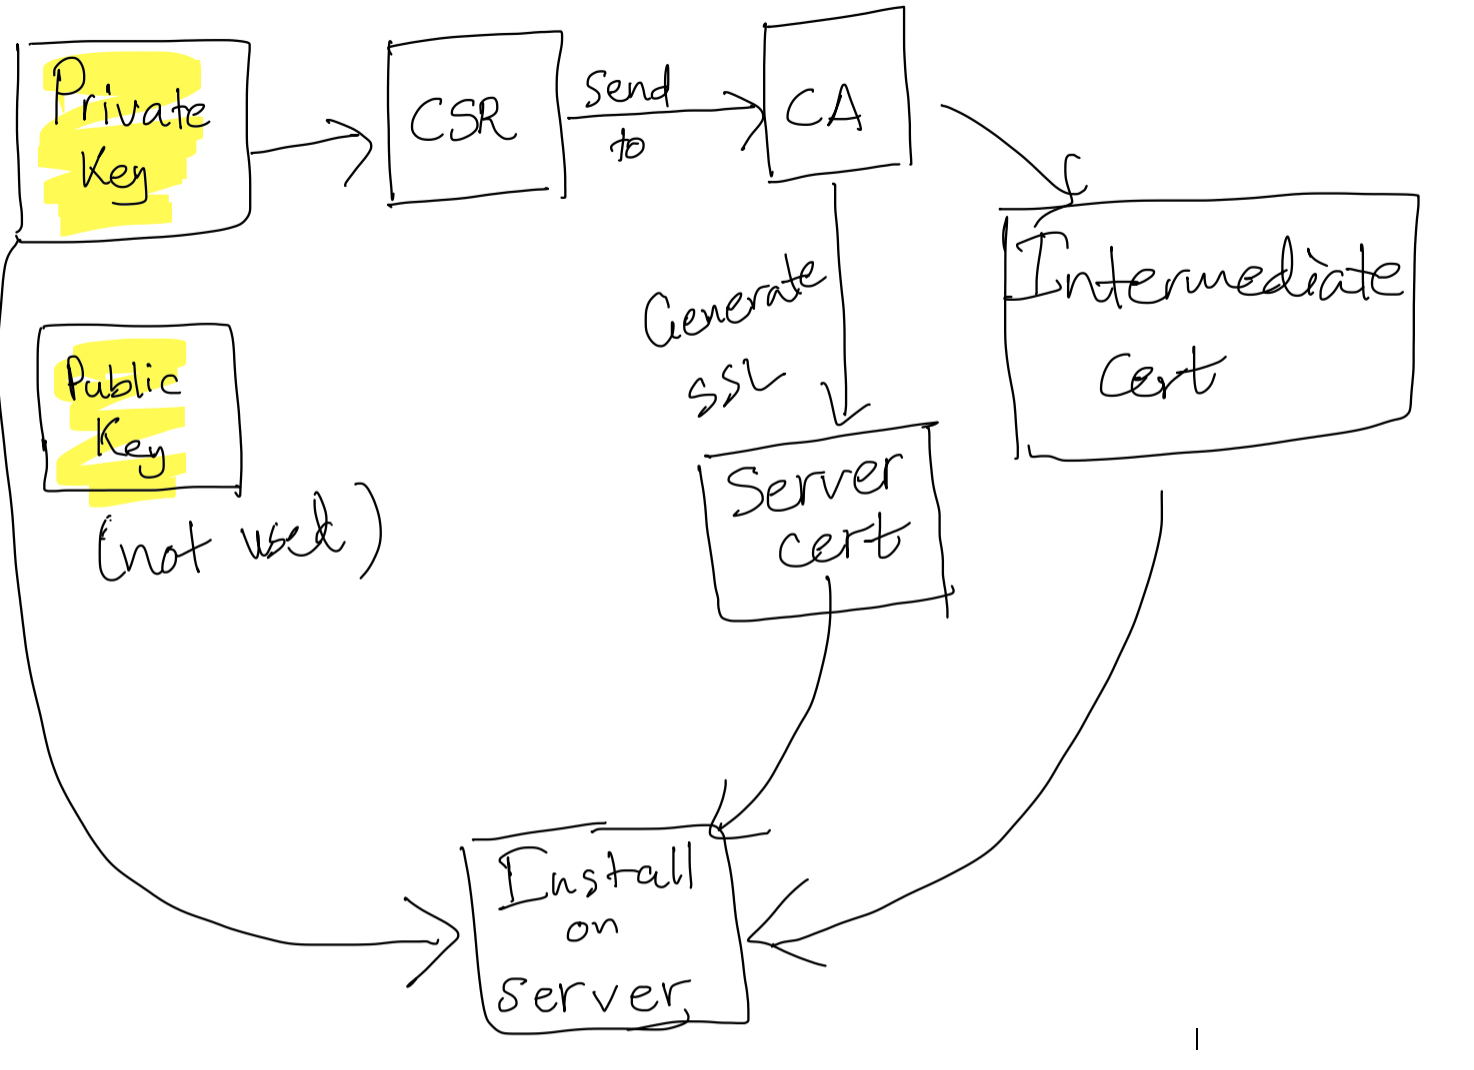 Private
Key
CSR
Send
to
CA
Generate
SSL
Intermediate
cert
Public
Key
(not used)
Server
cert
Install
on
server